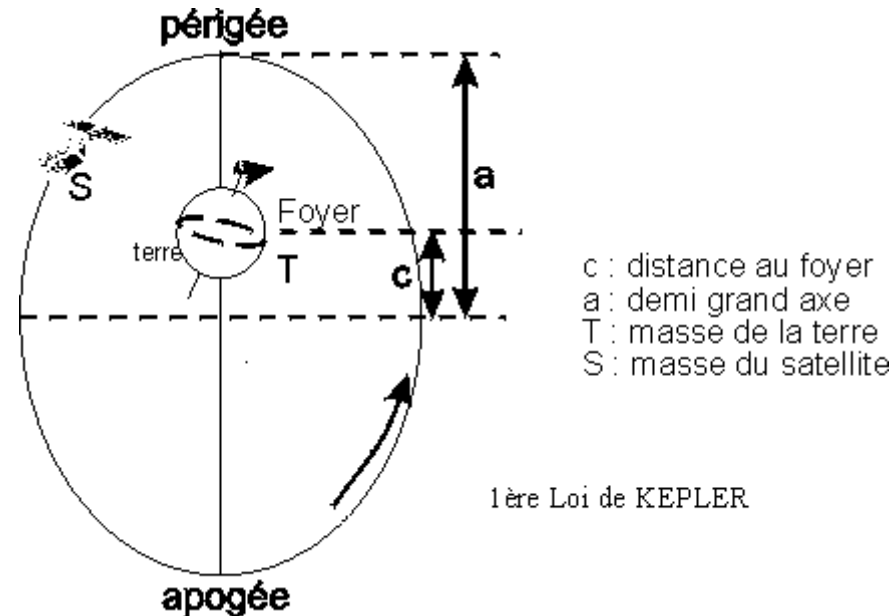 périgée
S
Foyer
terre
T
a
c
c : distance au foyer
a : demi grand axe
T : masse de la terre
S : masse du satellite
1ère Loi de KEPLER
apogée